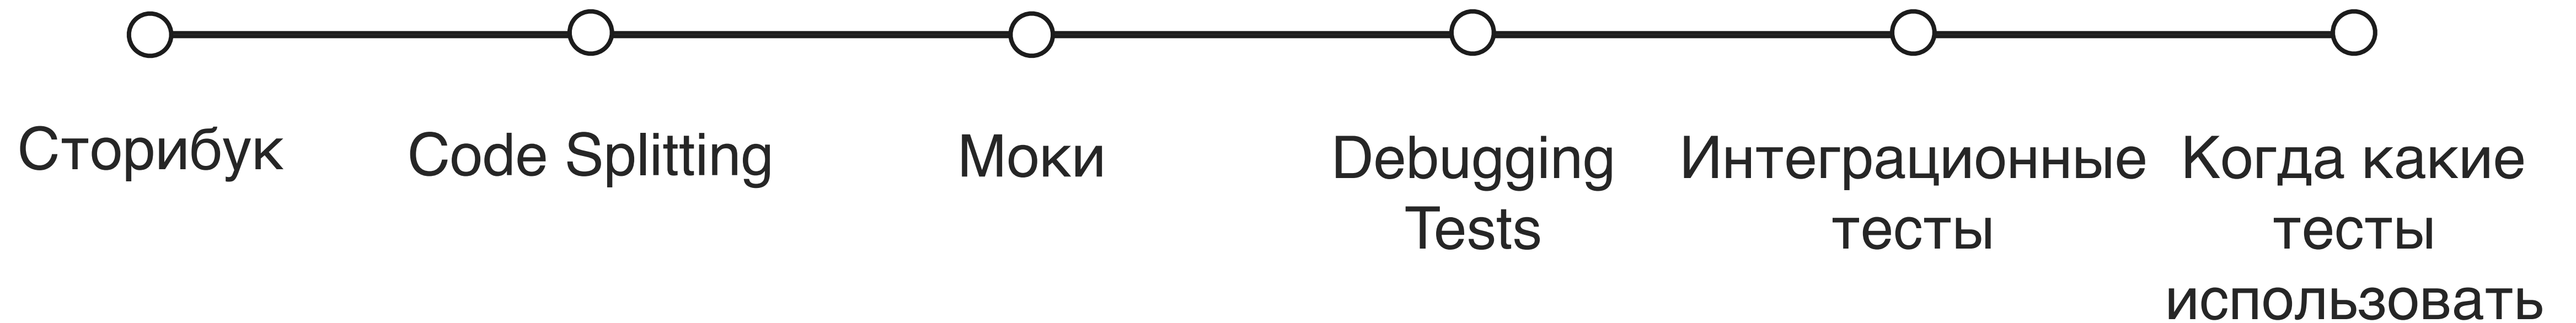 Сторибук
Code Splitting
Моки
Debugging
Tests
Интеграционные
тесты
Когда какие
тесты
использовать